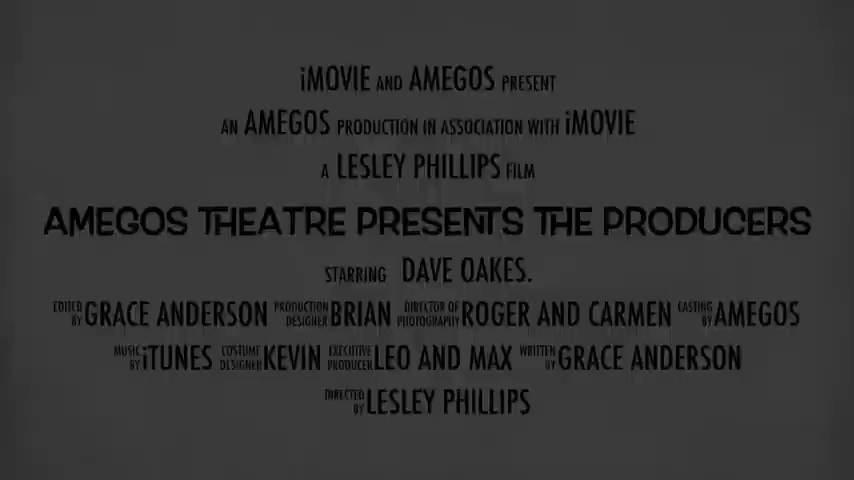 iMOVIE AND AMEGOS PRESENT
AN AMEGOS PRODUCTION IN ASSOCIATION WITH iMOVIE
A LESLEY PHILLIPS FILM
AMEGOS THEATRE PRESENTS THE PRODUCERS
STARRING DAVE OAKES.
EDITED BY GRACE ANDERSON PRODUCTION DESIGNER BRIAN DIRECTOR OF PHOTOGRAPHY ROGER AND CARMEN CASTING BY AMEGOS
MUSIC BY iTUNES COSTUME DESIGNER KEVIN EXECUTIVE PRODUCER LEO AND MAX WRITTEN BY GRACE ANDERSON
DIRECTED BY LESLEY PHILLIPS